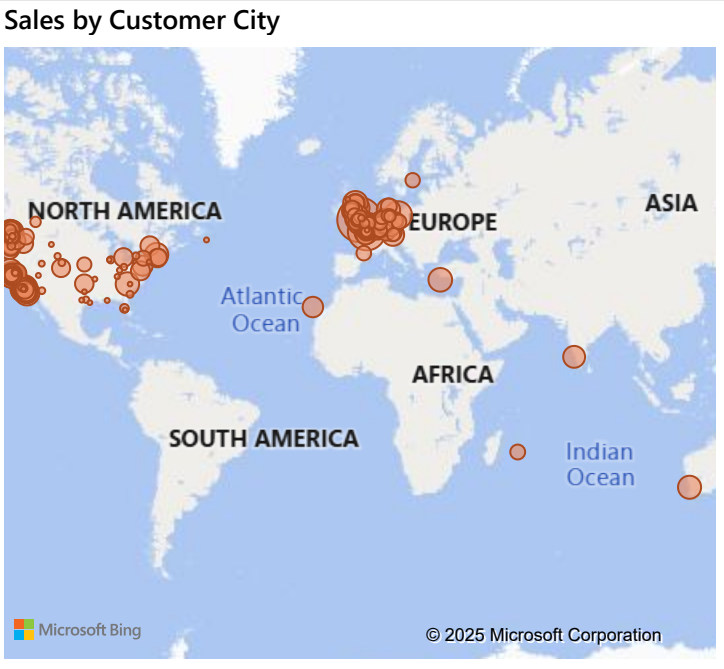 Sales by Customer City
ASIA
NORTH AMERICA
EUROPE
Atlantic
Ocean
AFRICA
SOUTH AMERICA
Indian
Ocean
Microsoft Bing
© 2025 Microsoft Corporation